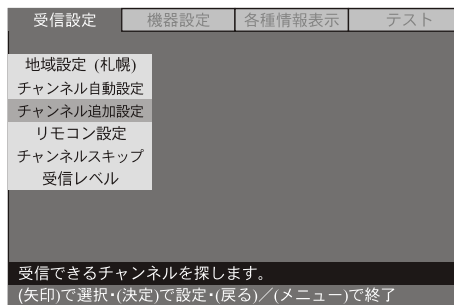 受信設定 機器設定 各種情報表示 テスト
地域設定 (札幌)
チャンネル自動設定
チャンネル追加設定
リモコン設定
チャンネルスキップ
受信レベル
受信できるチャンネルを探します。
(矢印)で選択・(決定)で設定・(戻る)／(メニュー)で終了